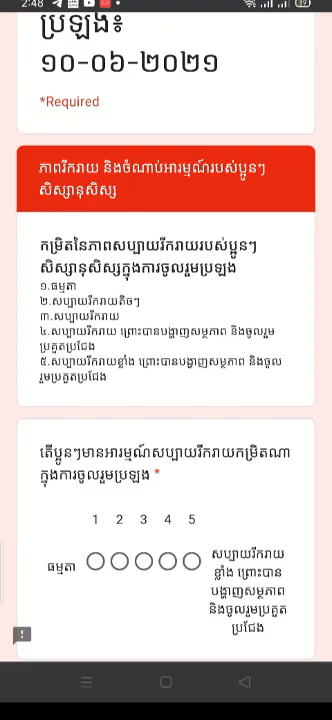 2:48
39
ប្រឡង៖
១០-០៦-២០២១
*Required
ភាពរីករាយ និងចំណាប់អារម្មណ៍របស់ប្អូនៗ
សិស្សានុសិស្ស
កម្រិតនៃភាពសប្បាយរីករាយរបស់ប្អូនៗ
សិស្សានុសិស្សក្នុងការចូលរួមប្រឡង
១.ធម្មតា
២.សប្បាយរីករាយតិចៗ
៣.សប្បាយរីករាយ
៤.សប្បាយរីករាយ ព្រោះបានបង្ហាញសម្ថភាព និងចូលរួម
ប្រកួតប្រជែង
៥.សប្បាយរីករាយខ្លាំង ព្រោះបានបង្ហាញសម្ថភាព និងចូល
រួមប្រកួតប្រជែង
តើប្អូនៗមានអារម្មណ៍សប្បាយរីករាយកម្រិតណា
ក្នុងការចូលរួមប្រឡង *
1 2 3 4 5
ធម្មតា
សប្បាយរីករាយ
ខ្លាំង ព្រោះបាន
បង្ហាញសម្ថភាព
និងចូលរួមប្រកួត
ប្រជែង